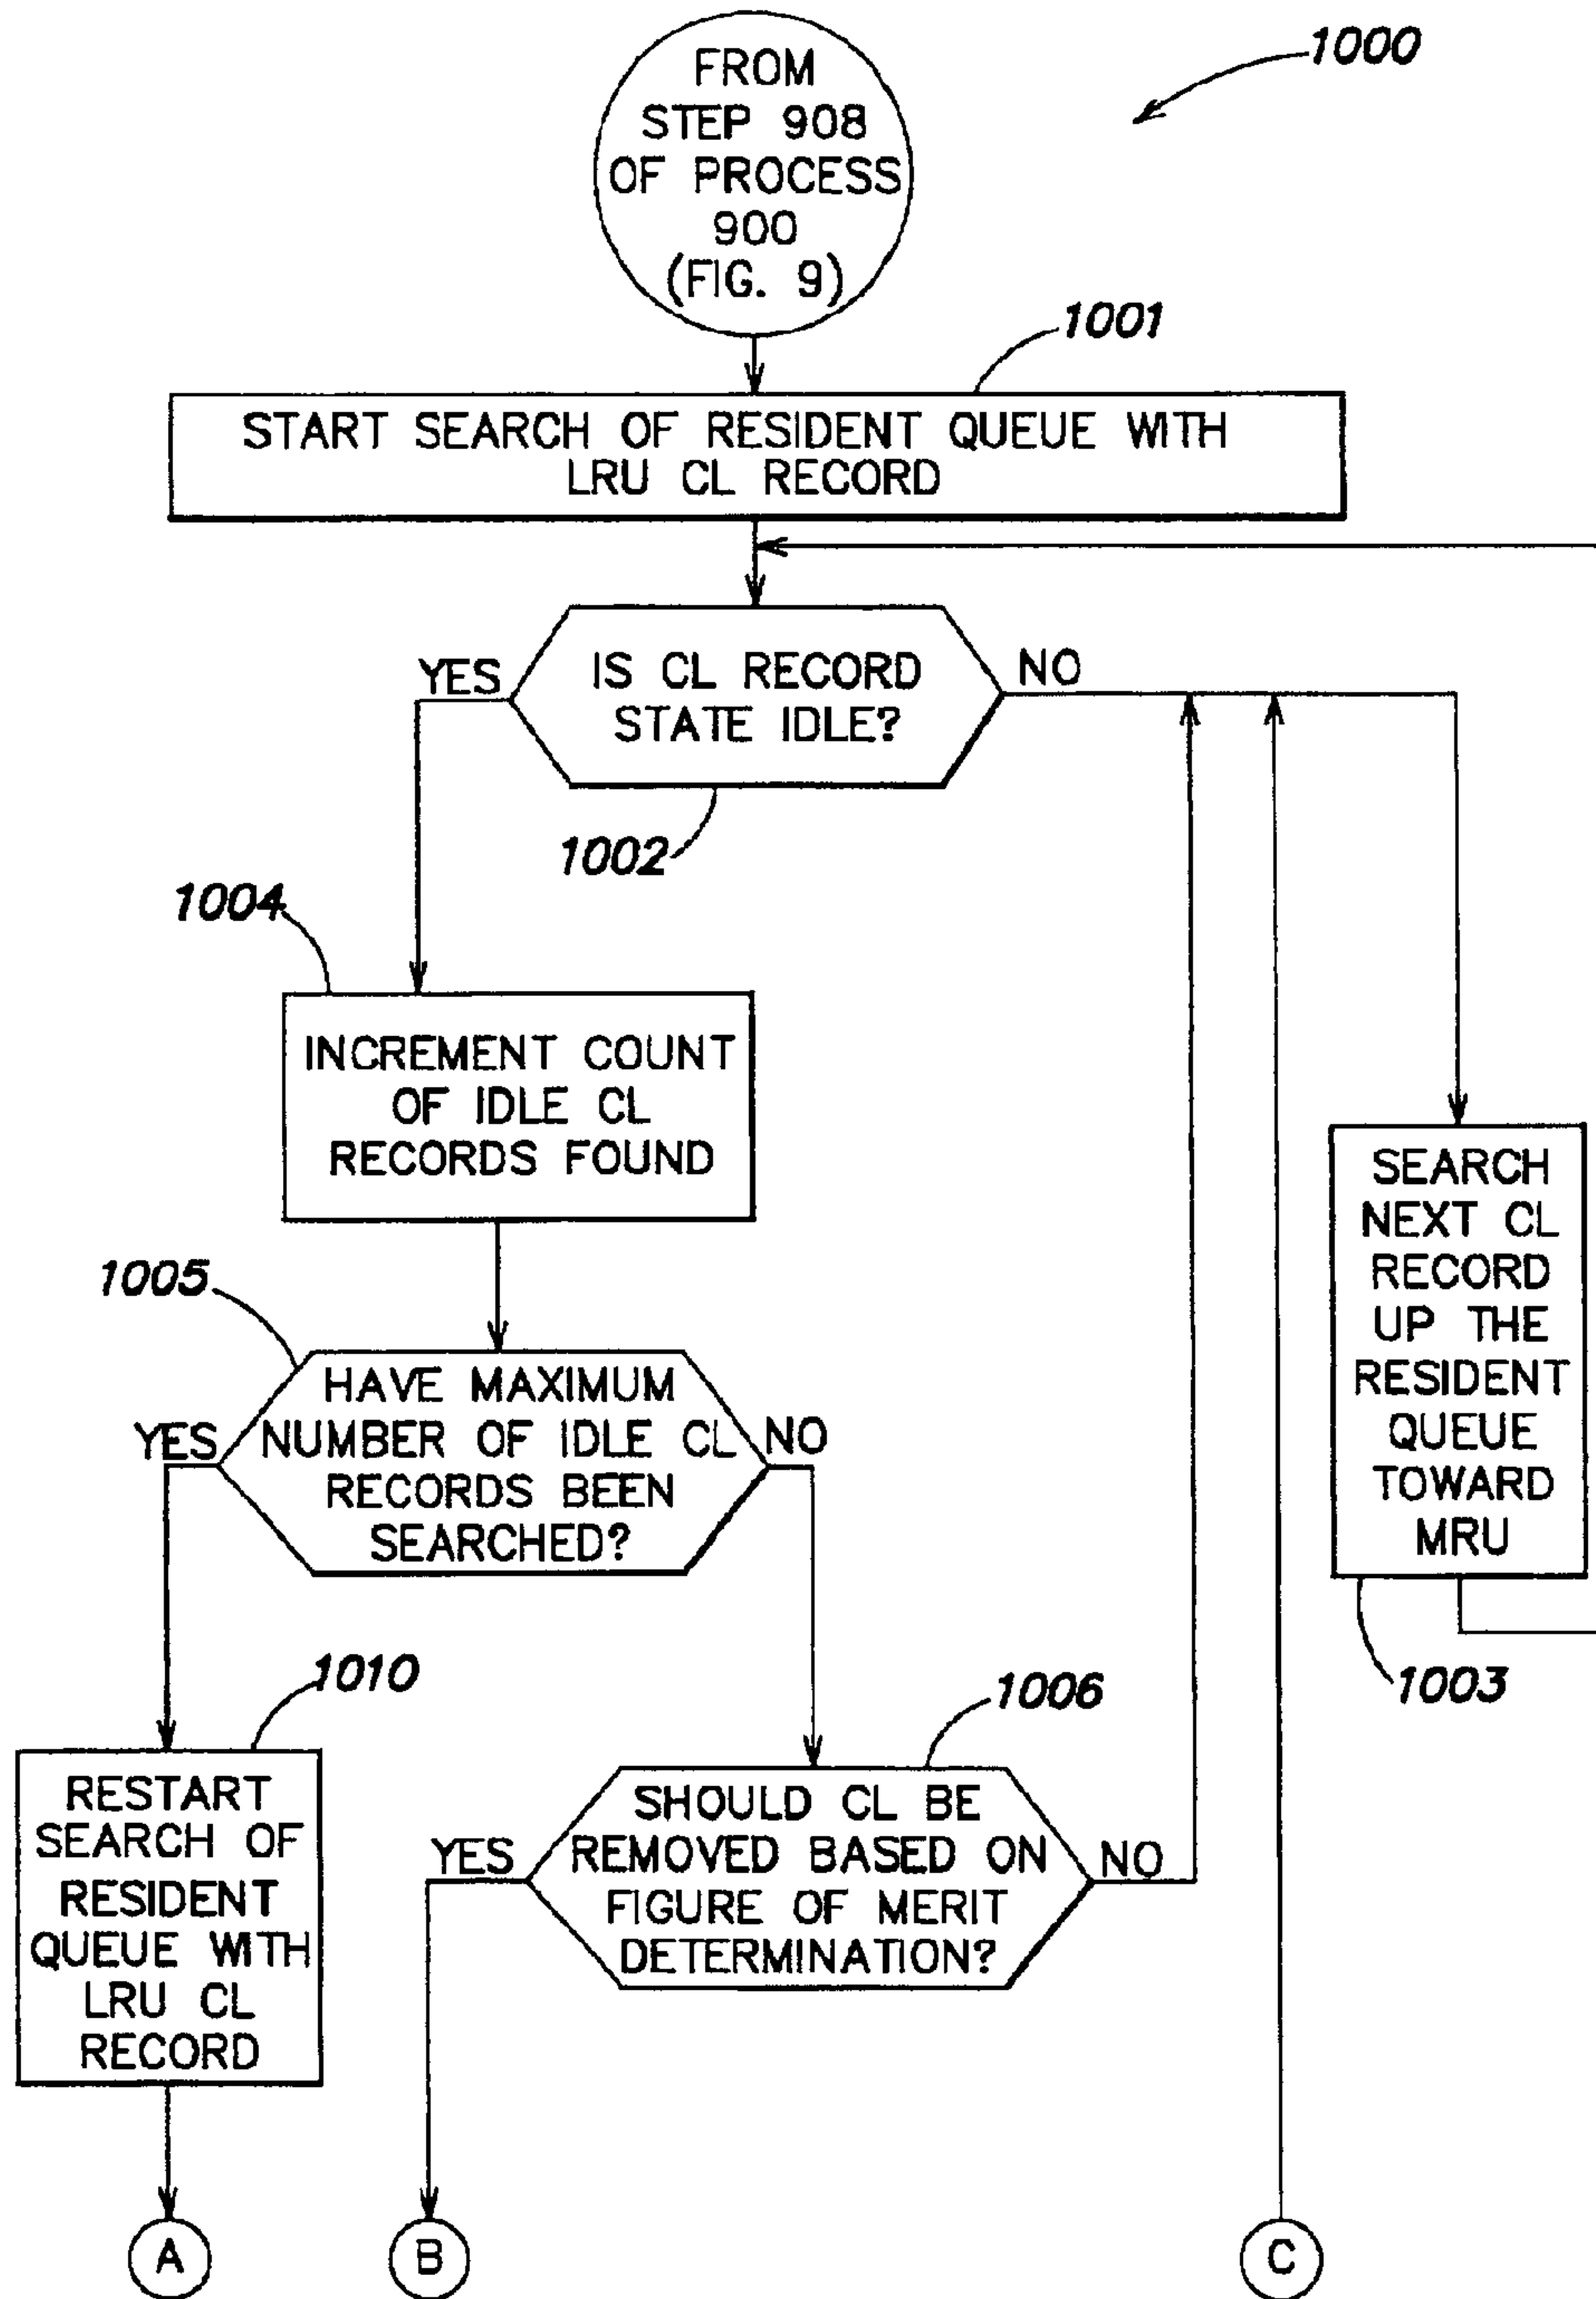 1000
FROM
STEP 908
OF PROCESS
900
(FIG. 9)
1001
START SEARCH OF RESIDENT QUEUE WITH
LRU CL RECORD
YES
IS CL RECORD
STATE IDLE?
NO
1002
1004
INCREMENT COUNT
OF IDLE CL
RECORDS FOUND
SEARCH
NEXT CL
RECORD
UP THE
RESIDENT
QUEUE
TOWARD
MRU
1003
1005
YES
HAVE MAXIMUM
NUMBER OF IDLE CL
RECORDS BEEN
SEARCHED?
NO
1010
RESTART
SEARCH OF
RESIDENT
QUEUE WITH
LRU CL
RECORD
1006
YES
SHOULD CL BE
REMOVED BASED ON
FIGURE OF MERIT
DETERMINATION?
NO
A
B
C